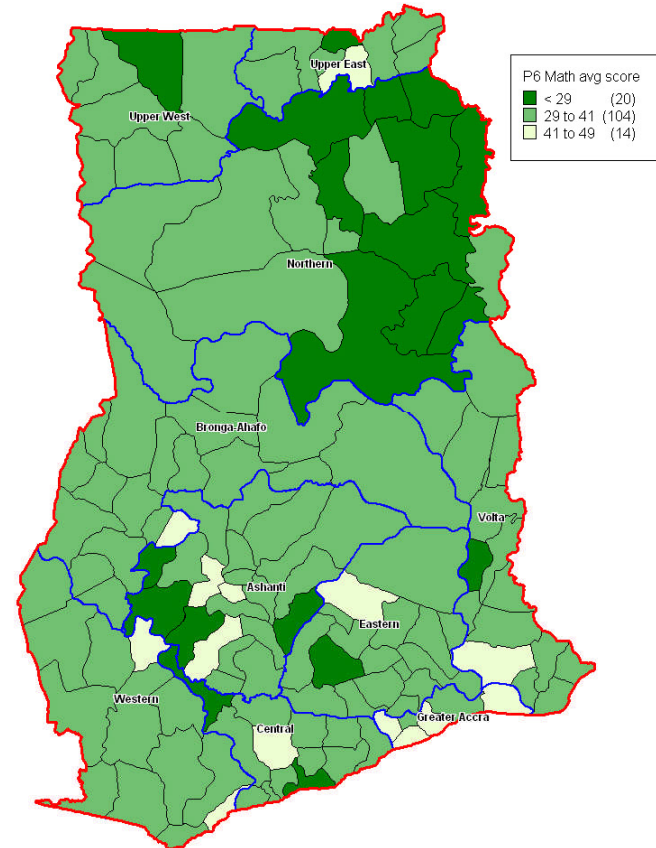 Upper East
P6 Math avg score
< 29 (20)
29 to 41 (104)
41 to 49 (14)
Upper West
Northern
Bronga-Ahafo
Volta
Ashanti
Eastern
Western
Greater Accra
Central